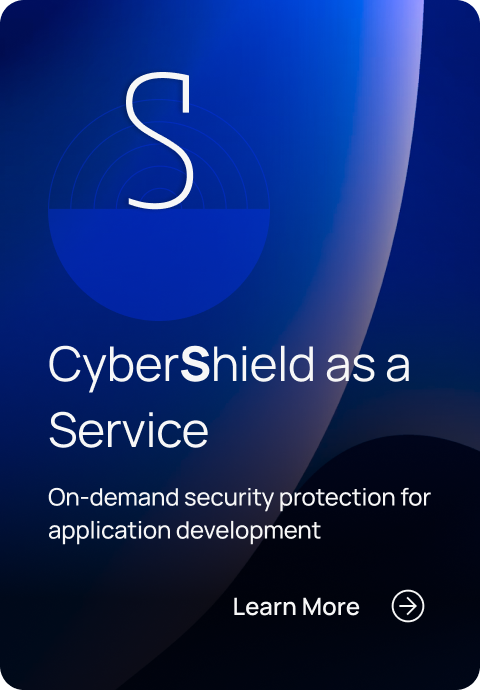 S
CyberShield as a
Service
On-demand security protection for
application development
Learn More